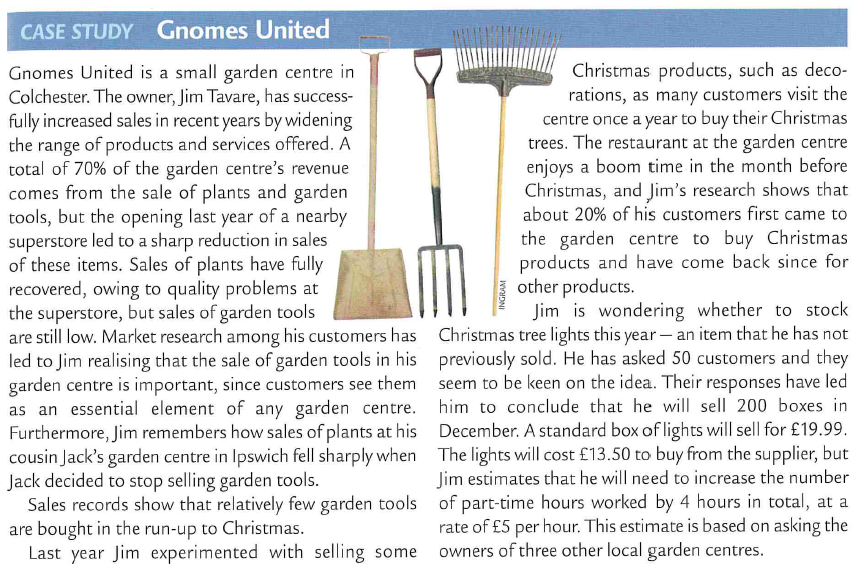 CASE STUDY Gnomes United
Gnomes United is a small garden centre in
Colchester. The owner, Jim Tavare, has success-
fully increased sales in recent years by widening
the range of products and services offered. A
total of 70% of the garden centre's revenue
comes from the sale of plants and garden
tools, but the opening last year of a nearby
superstore led to a sharp reduction in sales
of these items. Sales of plants have fully
recovered, owing to quality problems at
the superstore, but sales of garden tools
are still low. Market research among his customers has
led to Jim realising that the sale of garden tools in his
garden centre is important, since customers see them
as an essential element of any garden centre.
Furthermore, Jim remembers how sales of plants at his
cousin Jack's garden centre in Ipswich fell sharply when
Jack decided to stop selling garden tools.
Sales records show that relatively few garden tools
are bought in the run-up to Christmas.
Last year Jim experimented with selling some
Christmas products, such as deco-
rations, as many customers visit the
centre once a year to buy their Christmas
trees. The restaurant at the garden centre
enjoys a boom time in the month before
Christmas, and Jim's research shows that
about 20% of his customers first came to
the garden centre to buy Christmas
products and have come back since for
other products.
INGRAM
Jim is wondering whether to stock
Christmas tree lights this year — an item that he has not
previously sold. He has asked 50 customers and they
seem to be keen on the idea. Their responses have led
him to conclude that he will sell 200 boxes in
December. A standard box of lights will sell for £19.99.
The lights will cost £13.50 to buy from the supplier, but
Jim estimates that he will need to increase the number
of part-time hours worked by 4 hours in total, at a
rate of £5 per hour. This estimate is based on asking the
owners of three other local garden centres.